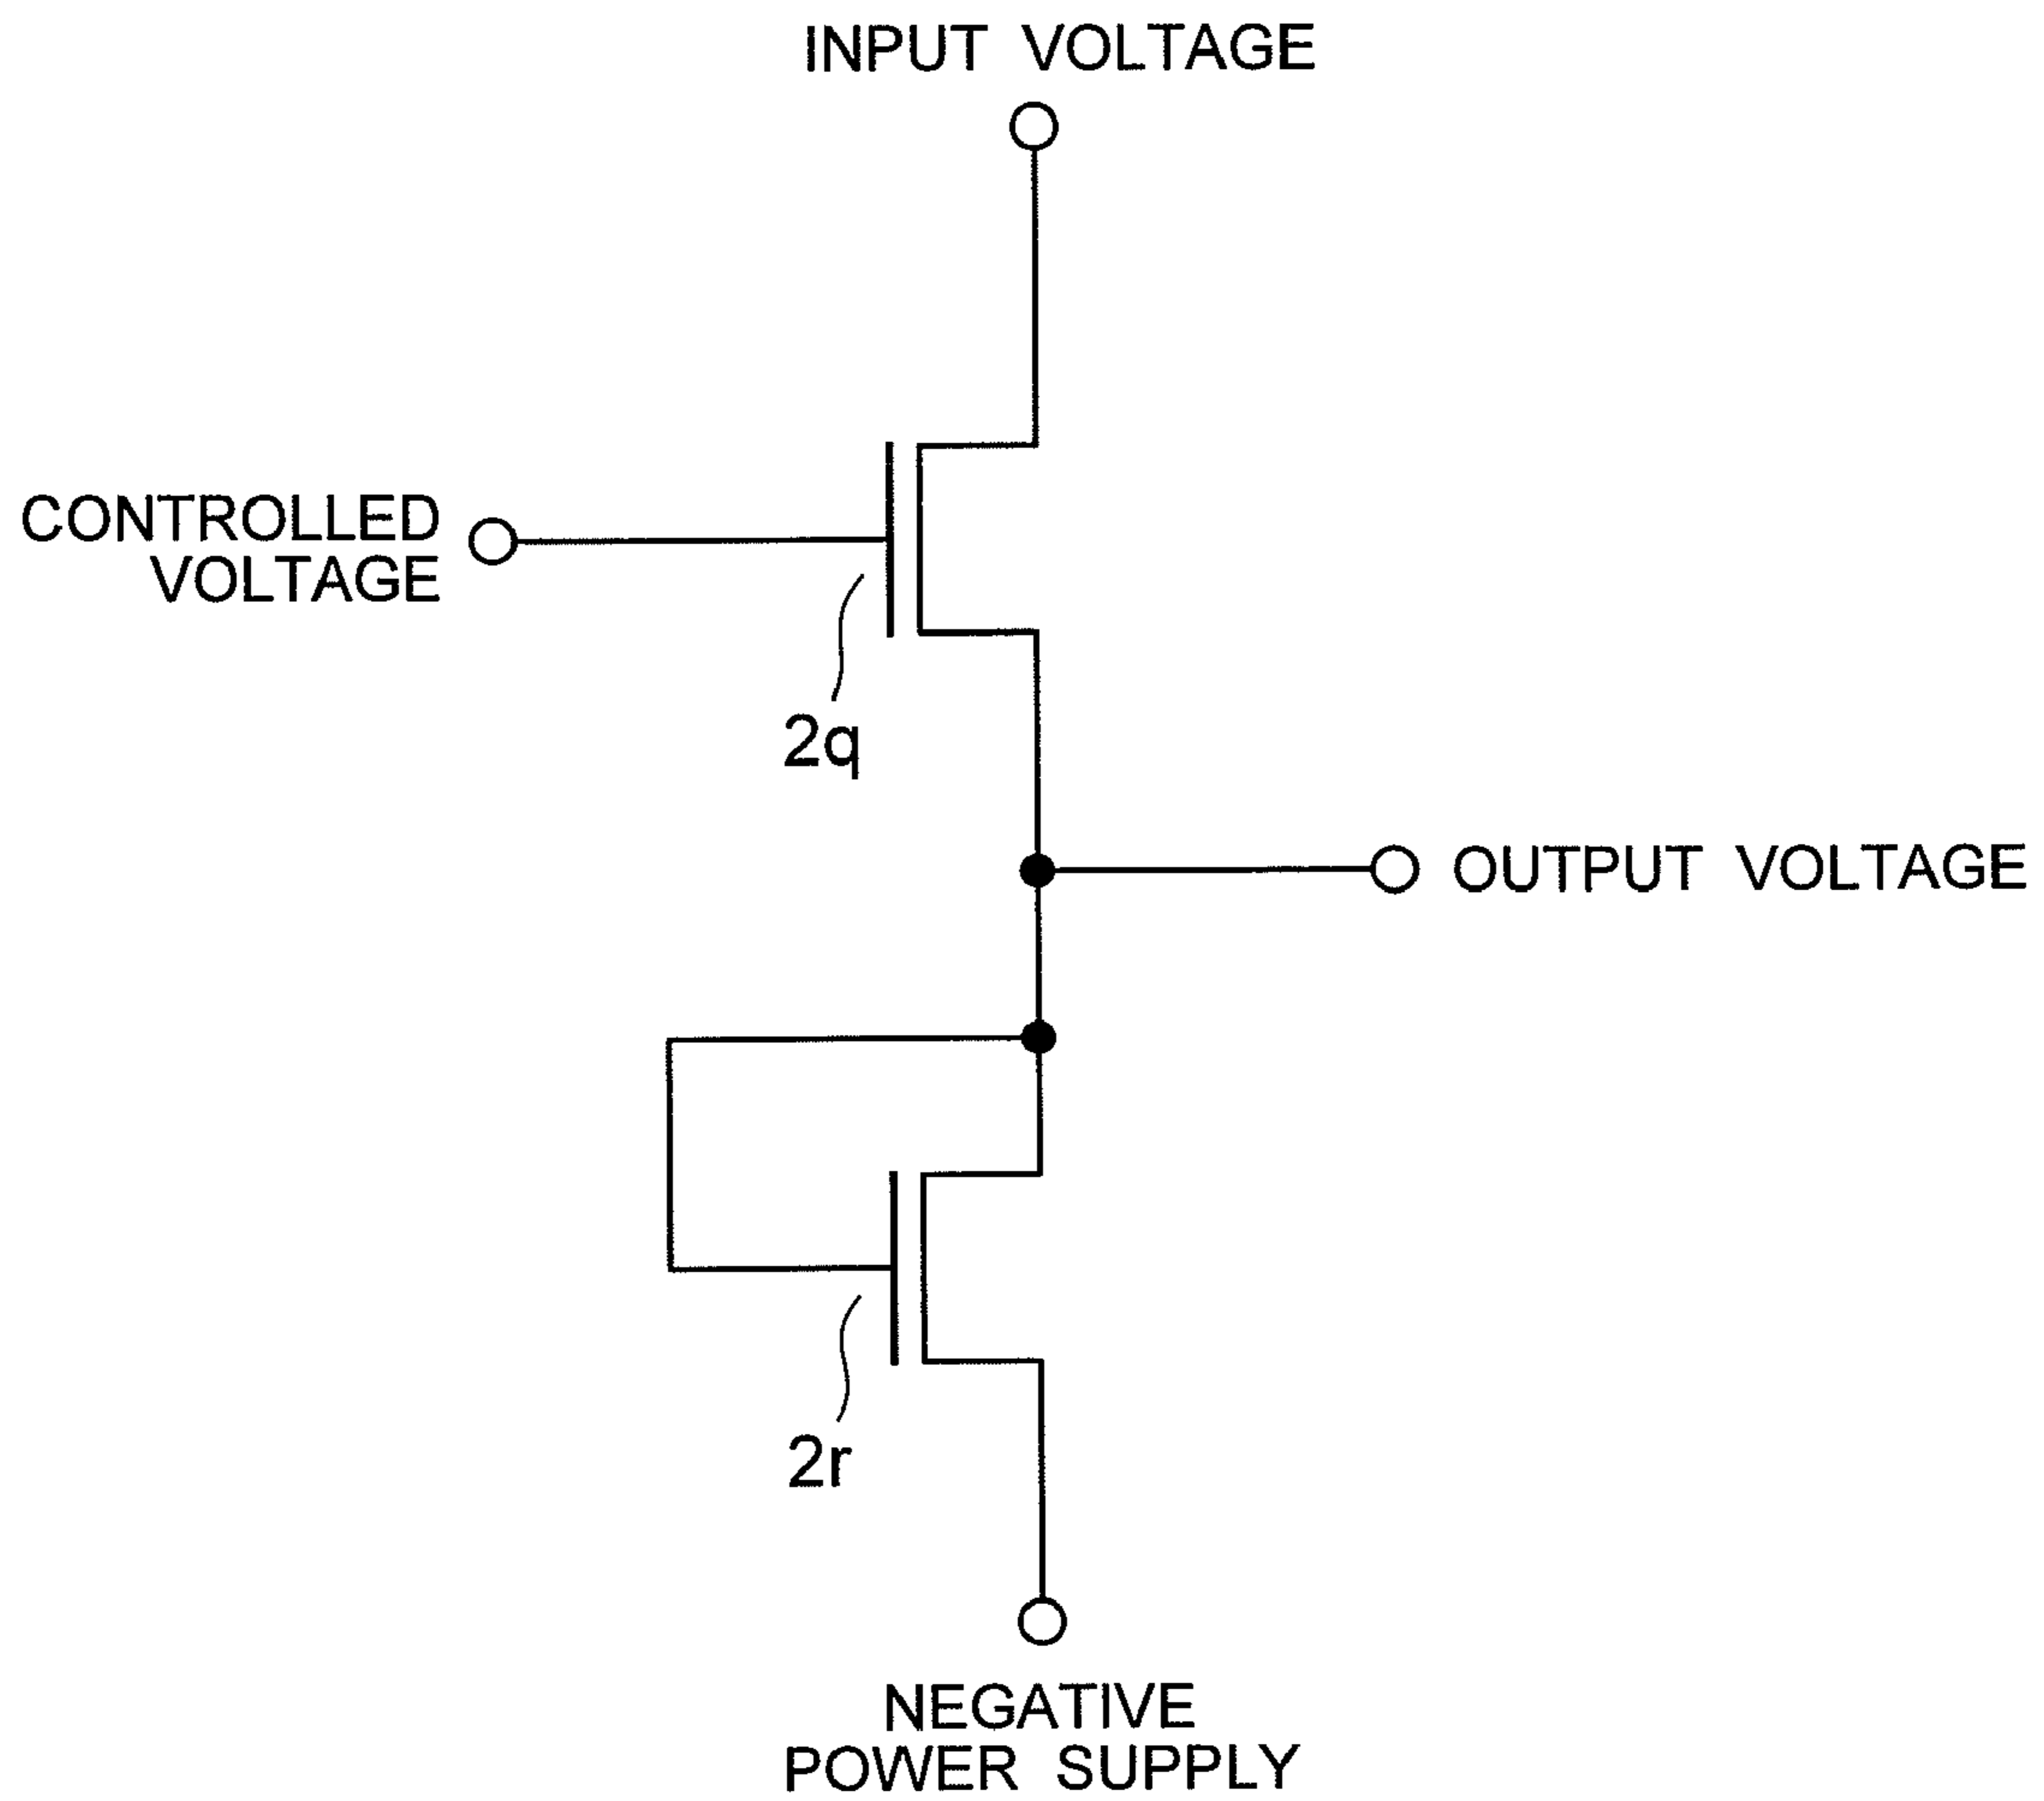 INPUT VOLTAGE
CONTROLLED
VOLTAGE
2q
OUTPUT VOLTAGE
2r
NEGATIVE
POWER SUPPLY